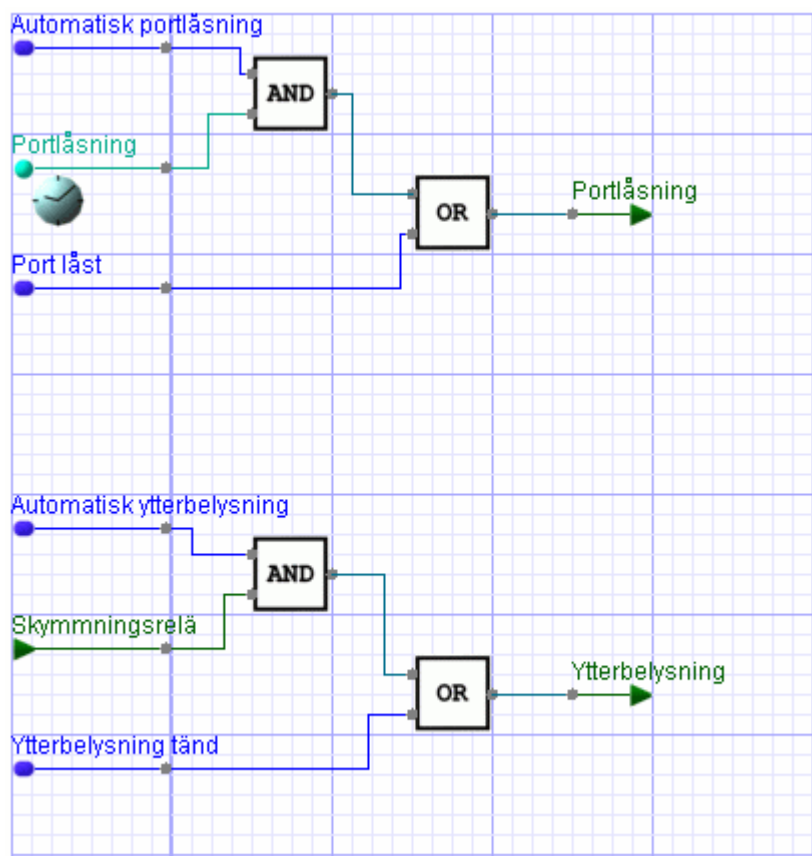 Automatisk portlåsning
AND
Portlåsning
OR
Portlåsning
Port låst
Automatisk ytterbelysning
AND
Skymmningsrelä
OR
Ytterbelysning
Ytterbelysning tänd